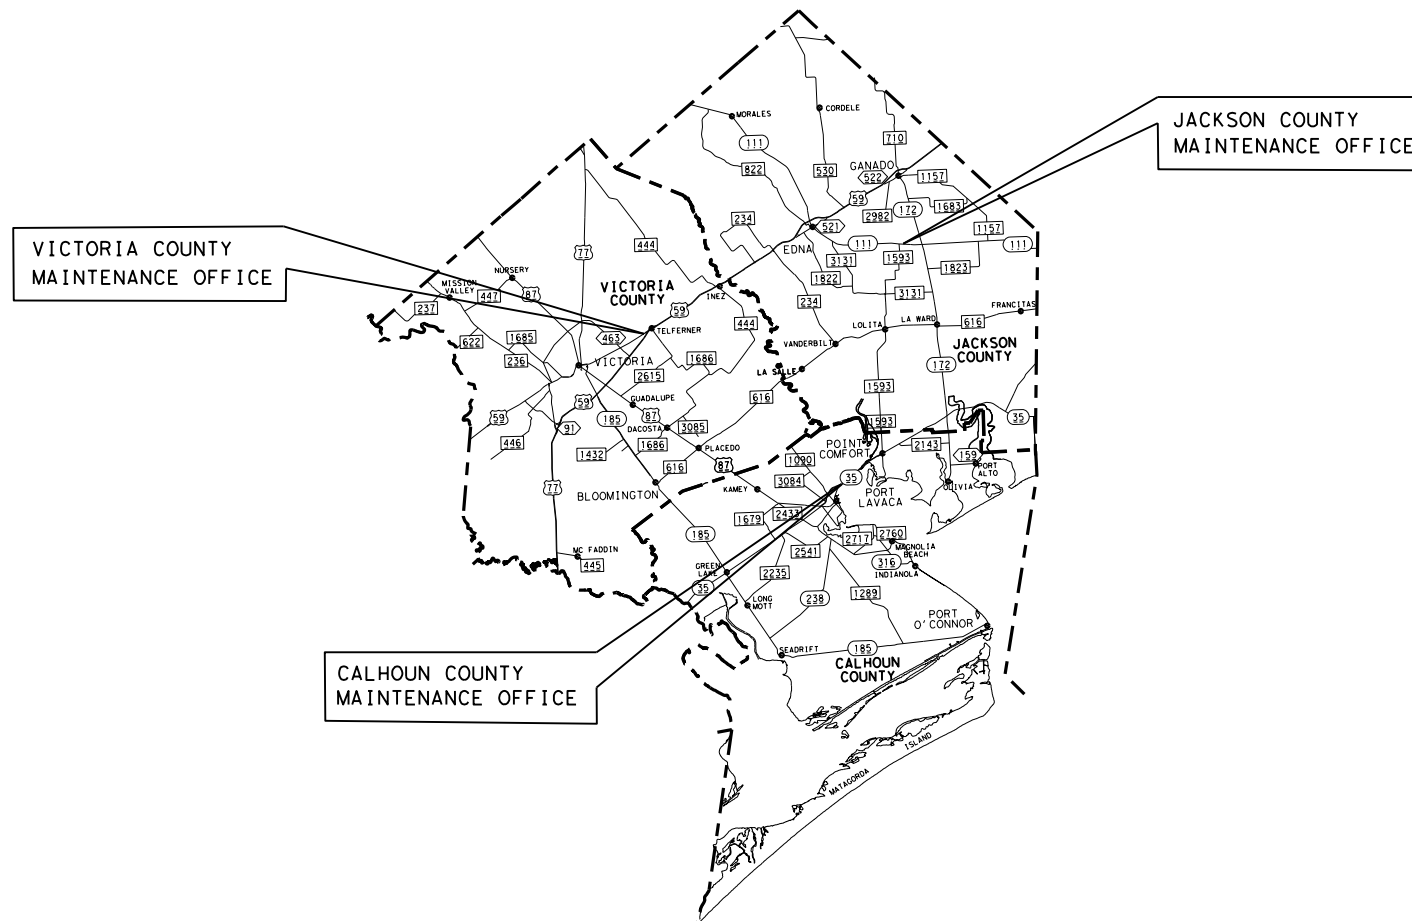 MORALES
CORDELE
111
710
GANADO
JACKSON COUNTY
MAINTENANCE OFFICE
822
530
522
1157
59
2982
172
1683
234
521
1157
EDNA
111
111
3131
1593
1822
1823
3131
234
FRANCITAS
LOLITA
LA WARD
616
VANDERBILT
JACKSON
COUNTY
LA SALLE
172
1593
1593
35
2143
VICTORIA COUNTY
MAINTENANCE OFFICE
77
444
NURSERY
MISSION
VALLEY
447
87
VICTORIA
COUNTY
INEZ
237
59
TELFERNER
444
622
1685
463
236
VICTORIA
1686
2615
59
GUADALUPE
616
59
185
87
91
DACOSTA
3085
446
1432
1686
PLACEDO
616
87
77
BLOOMINGTON
KAMEY
MC FADDIN
445
POINT
COMFORT
1090
3084
35
159
PORT
ALTO
OLIVIA
PORT
LAVACA
1679
2433
185
2541
2717
2760
MAGNOLIA
BEACH
316
INDIANOLA
GREEN
LAKE
35
2235
LONG
MOTT
238
1289
PORT
O'CONNOR
SEADRIFT
185
CALHOUN
COUNTY
CALHOUN COUNTY
MAINTENANCE OFFICE
MATAGORDA
ISLAND